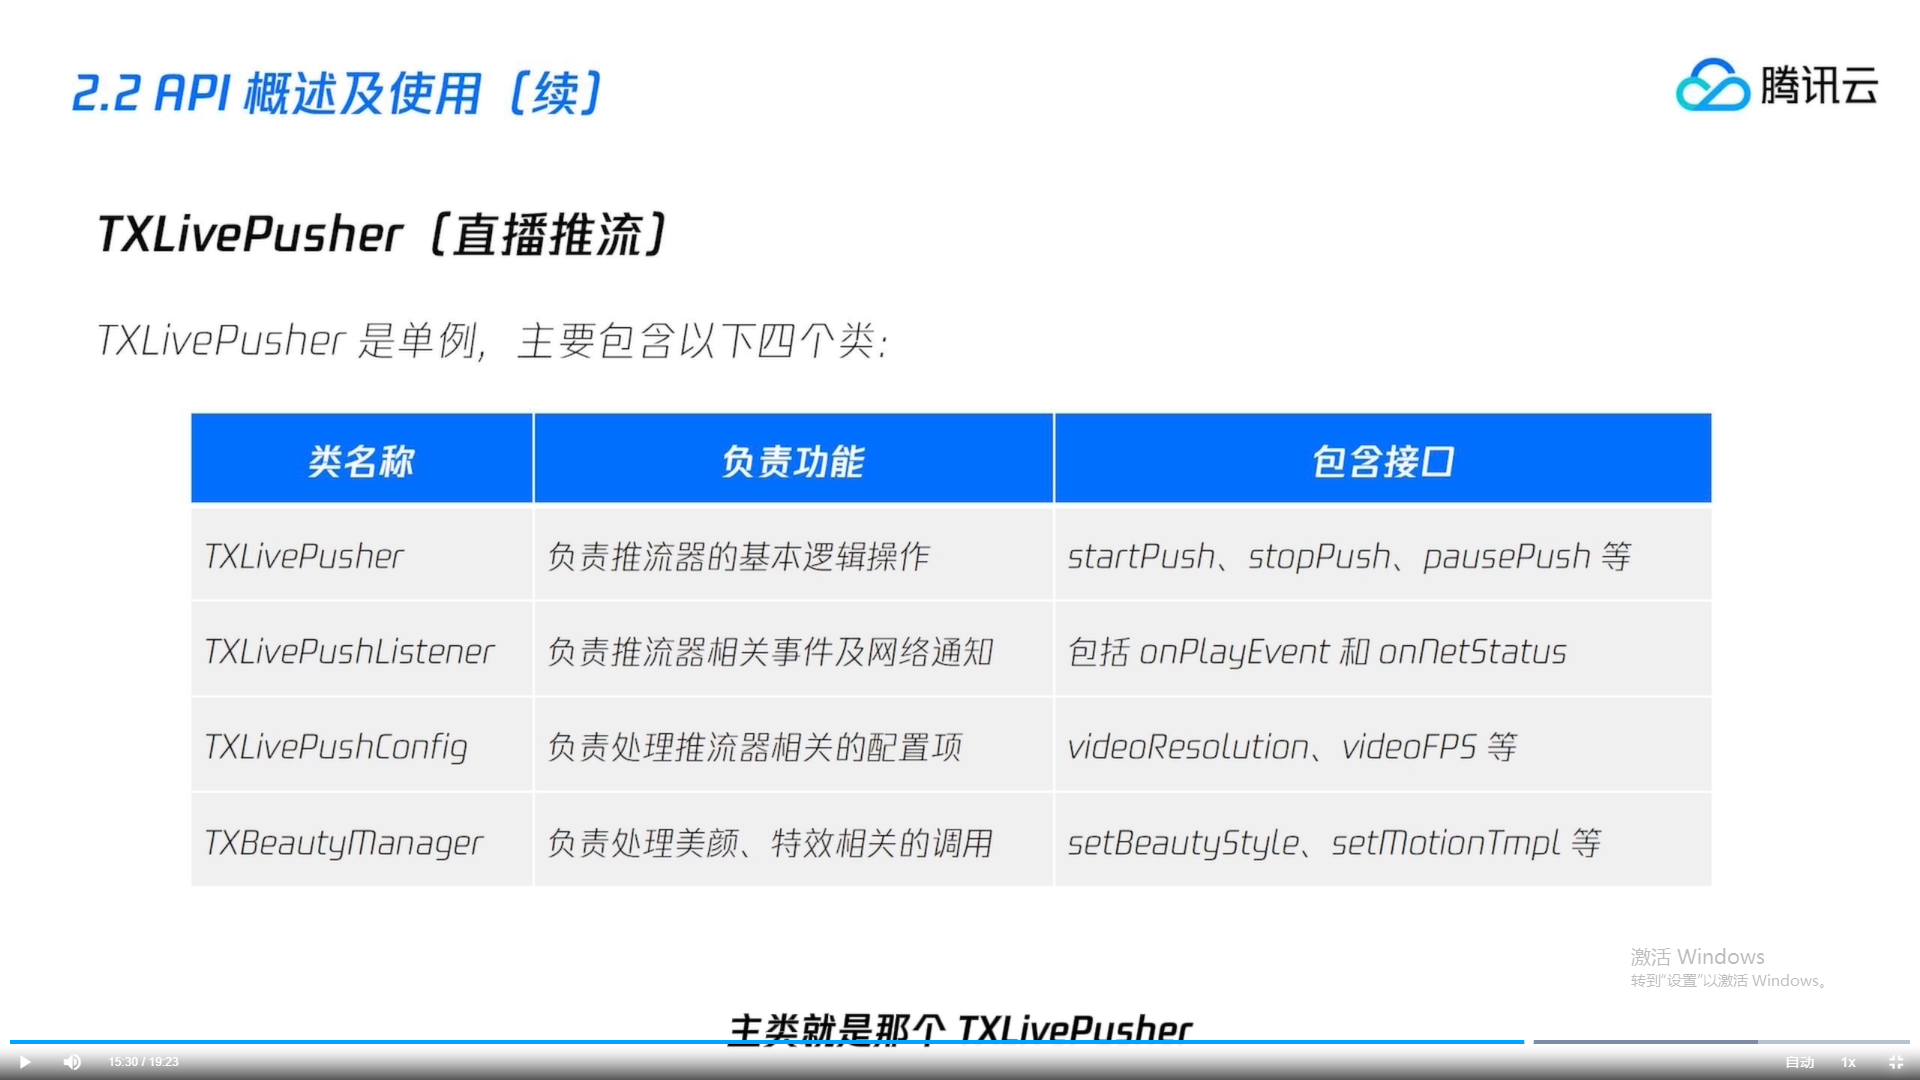 2.2 API 概述及使用（续）
腾讯云
TXLivePusher（直播推流）
TXLivePusher 是单例，主要包含以下四个类：
类名称 负责功能 包含接口
TXLivePusher 负责推流器的基本逻辑操作 startPush、stopPush、pausePush 等
TXLivePushListener 负责推流器相关事件及网络通知 包括 onPlayEvent 和 onNetStatus
TXLivePushConfig 负责处理推流器相关的配置项 videoResolution、videoFPS 等
TXBeautyManager 负责处理美颜、特效相关的调用 setBeautyStyle、setMotionTmpl 等
激活 Windows
转到“设置”以激活 Windows。
主类就是那个 TXLivePusher
15:30 / 19:23 自动 1x